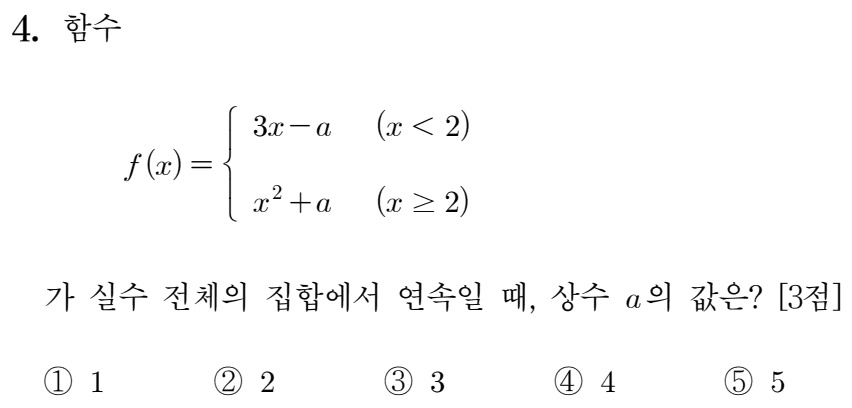 4. 함수
f(x) = { 3x − a (x < 2)
x² + a (x ≥ 2)
가 실수 전체의 집합에서 연속일 때, 상수 a의 값은? [3점]
① 1 ② 2 ③ 3 ④ 4 ⑤ 5